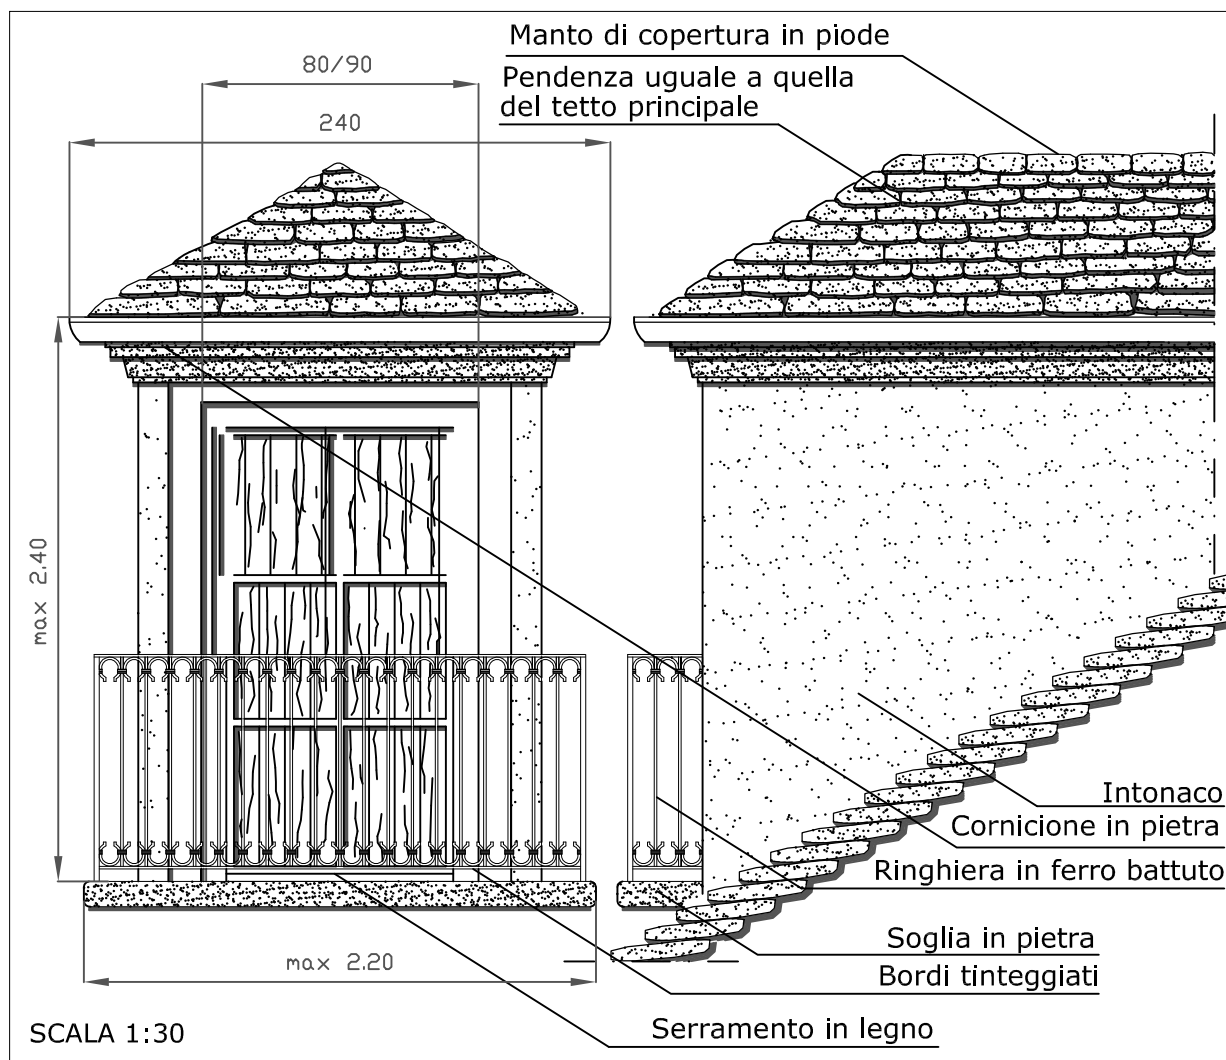 Manto di copertura in piode
80/90
Pendenza uguale a quella
del tetto principale
240
max 2.40
Intonaco
Cornicione in pietra
Ringhiera in ferro battuto
Soglia in pietra
max 2.20
Bordi tinteggiati
SCALA 1:30
Serramento in legno